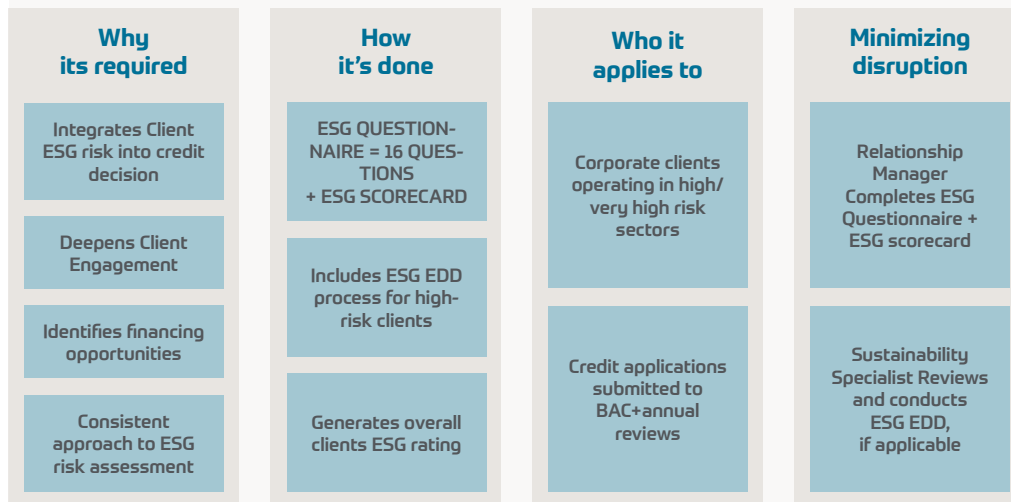 Why
its required
Integrates Client
ESG risk into credit
decision
Deepens Client
Engagement
Identifies financing
opportunities
Consistent
approach to ESG
risk assessment
How
it’s done
ESG QUESTION-
NAIRE = 16 QUES-
TIONS
+ ESG SCORECARD
Includes ESG EDD
process for high-
risk clients
Generates overall
clients ESG rating
Who it
applies to
Corporate clients
operating in high/
very high risk
sectors
Credit applications
submitted to
BAC+annual
reviews
Minimizing
disruption
Relationship
Manager
Completes ESG
Questionnaire +
ESG scorecard
Sustainability
Specialist Reviews
and conducts
ESG EDD,
if applicable